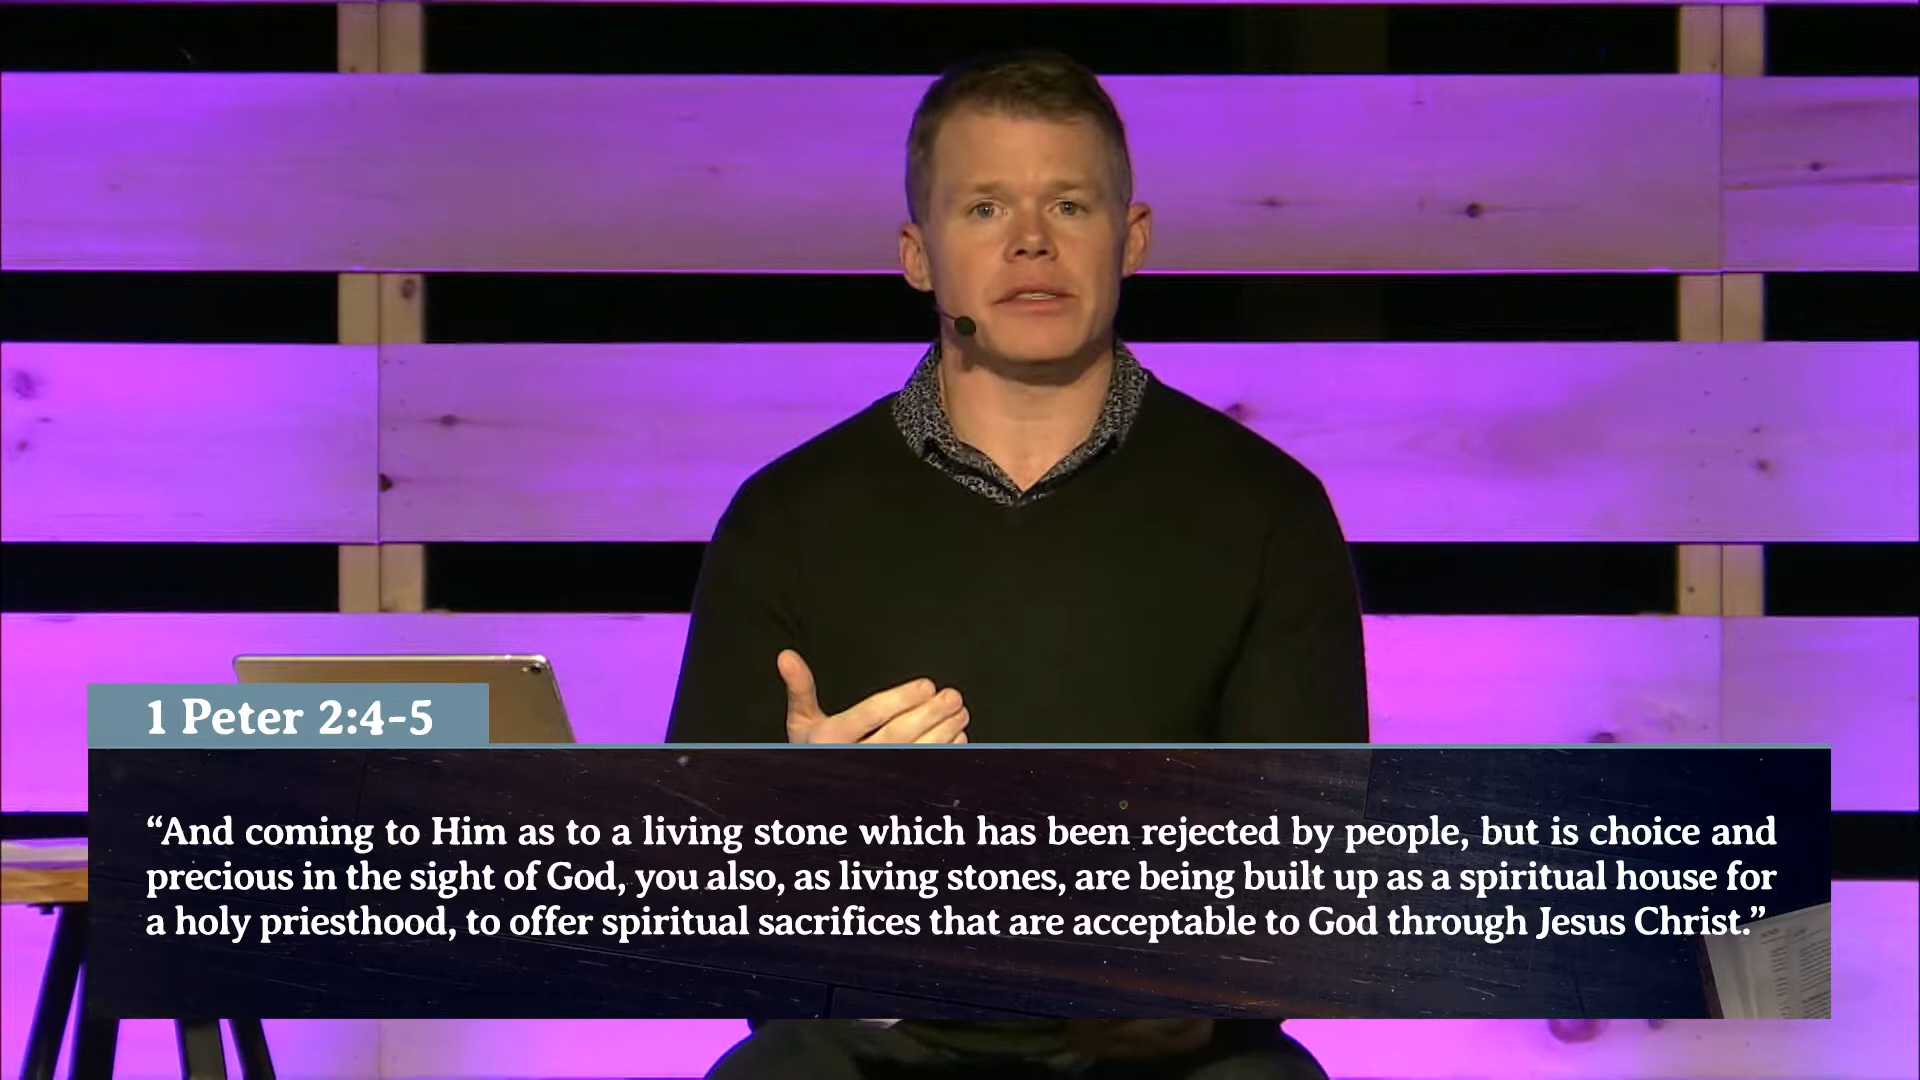 1 Peter 2:4-5
“And coming to Him as to a living stone which has been rejected by people, but is choice and
precious in the sight of God, you also, as living stones, are being built up as a spiritual house for
a holy priesthood, to offer spiritual sacrifices that are acceptable to God through Jesus Christ.”